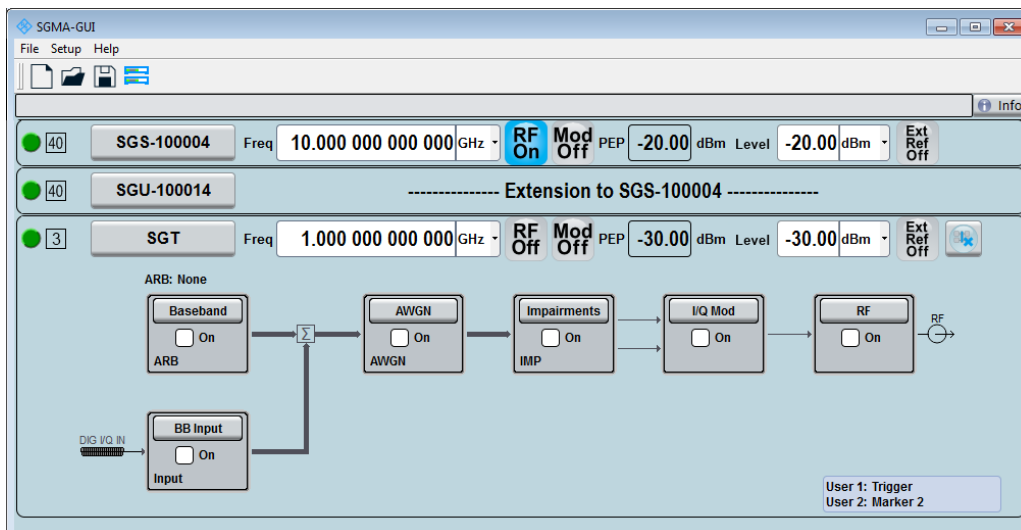 SGMA-GUI
File Setup Help
Info
40 SGS-100004 Freq 10.000 000 000 000 GHz RF On Mod Off PEP -20.00 dBm Level -20.00 dBm Ext Ref Off
40 SGU-100014 --------------- Extension to SGS-100004 ---------------
3 SGT Freq 1.000 000 000 000 GHz RF Off Mod Off PEP -30.00 dBm Level -30.00 dBm Ext Ref Off
ARB: None
Baseband AWGN Impairments I/Q Mod RF
RF
On Σ On On On On
ARB AWGN IMP
BB Input
DIG I/Q IN
On
Input
User 1: Trigger
User 2: Marker 2